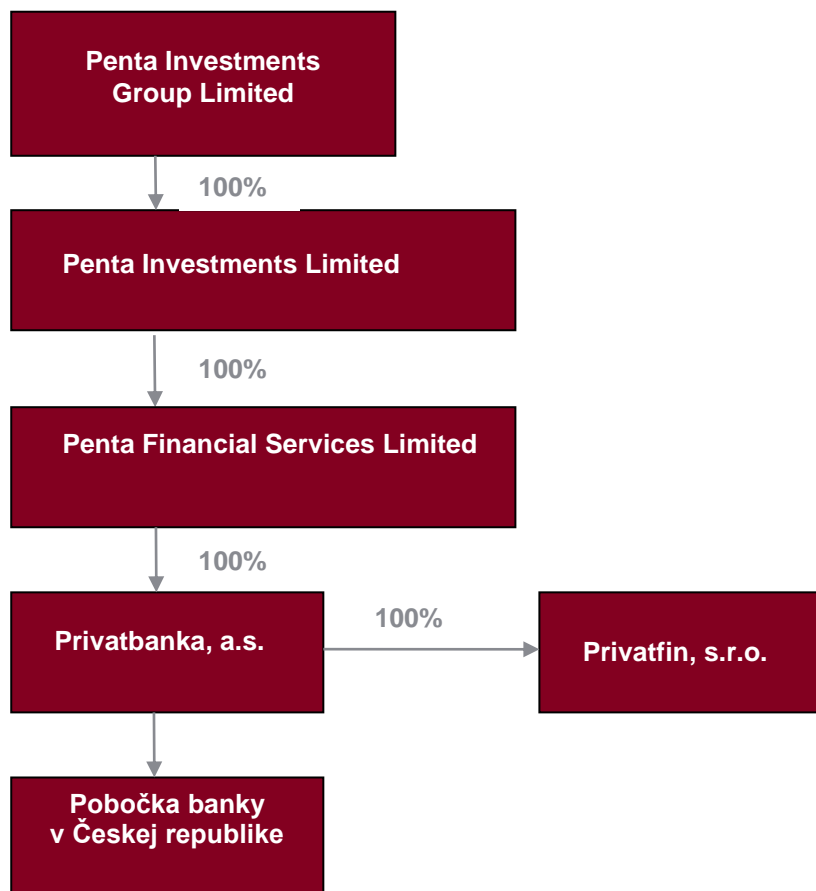 Penta Investments
Group Limited
100%
Penta Investments Limited
100%
Penta Financial Services Limited
100%
Privatbanka, a.s.
100%
Privatfin, s.r.o.
Pobočka banky
v Českej republike